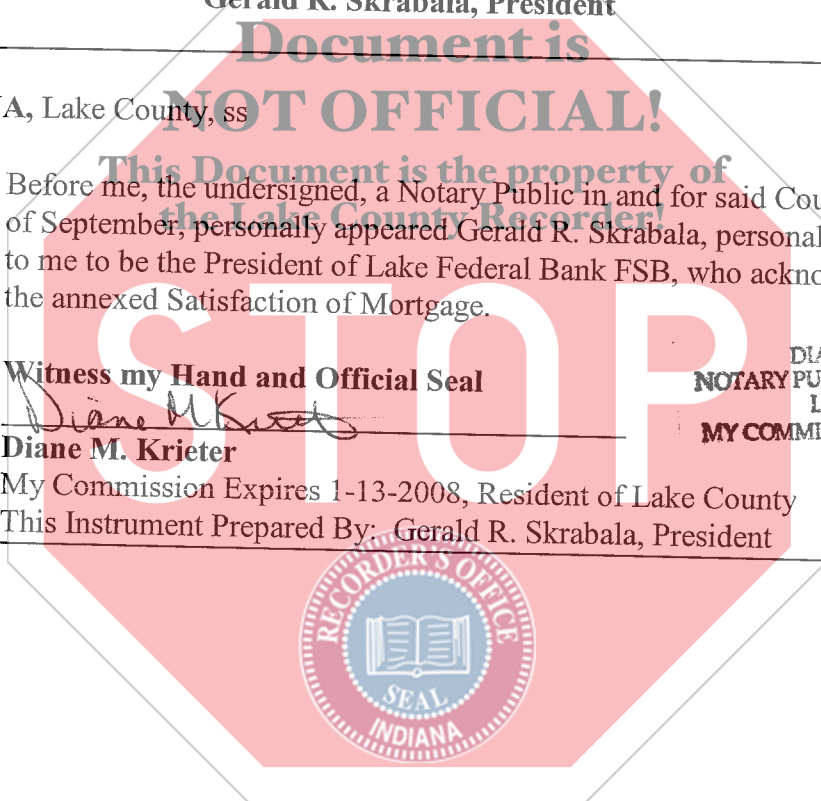 Gerald R. Skrabala, President
Document is
A, Lake County, ss
NOT OFFICIAL!
This Document is the property of
Before me, the undersigned, a Notary Public in and for said Cou
the Lake County Recorder!
of September, personally appeared Gerald R. Skrabala, personal
to me to be the President of Lake Federal Bank FSB, who ackno
the annexed Satisfaction of Mortgage.
STOP
Witness my Hand and Official Seal
DIA
NOTARY PU
L
MY COMMI
Diane M Krieter
Diane M. Krieter
My Commission Expires 1-13-2008, Resident of Lake County
This Instrument Prepared By: Gerald R. Skrabala, President
RECORDER'S OFFICE
SEAL
INDIANA